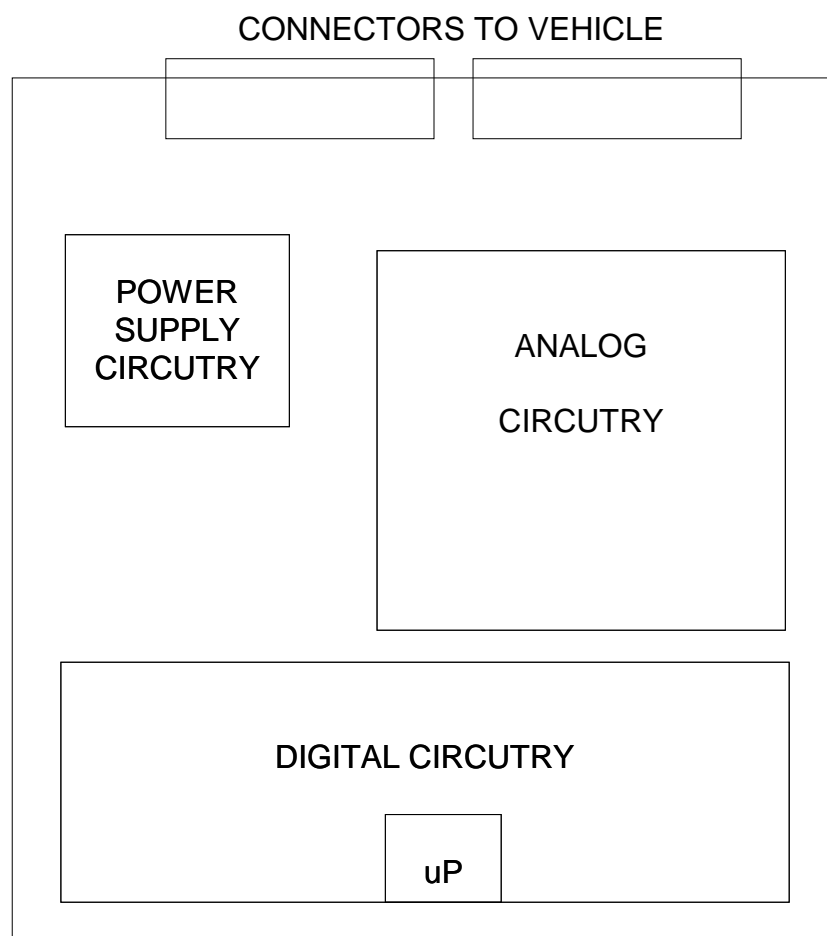 CONNECTORS TO VEHICLE
POWER
SUPPLY
CIRCUTRY
ANALOG
CIRCUTRY
DIGITAL CIRCUTRY
uP